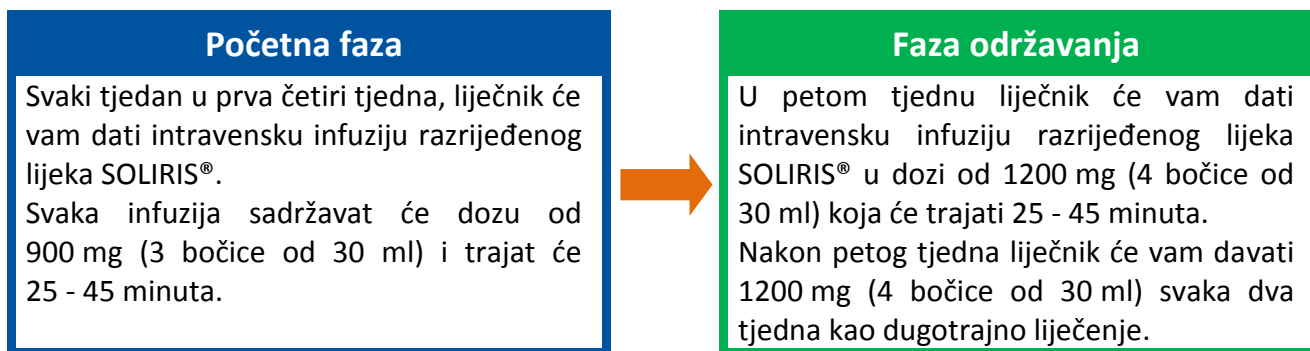 Početna faza
Svaki tjedan u prva četiri tjedna, liječnik će
vam dati intravensku infuziju razrijeđenog
lijeka SOLIRIS®.
Svaka infuzija sadržavat će dozu od
900 mg (3 bočice od 30 ml) i trajat će
25 - 45 minuta.
Faza održavanja
U petom tjednu liječnik će vam dati
intravensku infuziju razrijeđenog lijeka
SOLIRIS® u dozi od 1200 mg (4 bočice od
30 ml) koja će trajati 25 - 45 minuta.
Nakon petog tjedna liječnik će vam davati
1200 mg (4 bočice od 30 ml) svaka dva
tjedna kao dugotrajno liječenje.